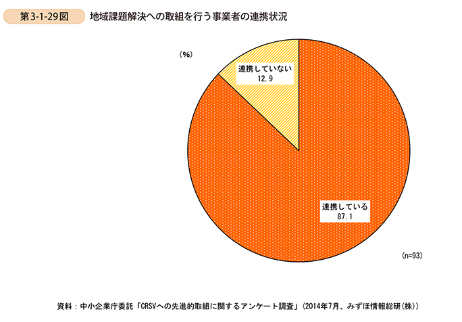 第3-1-29図 地域課題解決への取組を行う事業者の連携状況
(%)
連携していない
12.9
連携している
87.1
(n=93)
資料：中小企業庁委託「CRSVへの先進的取組に関するアンケート調査」(2014年7月、みずほ情報総研(株))